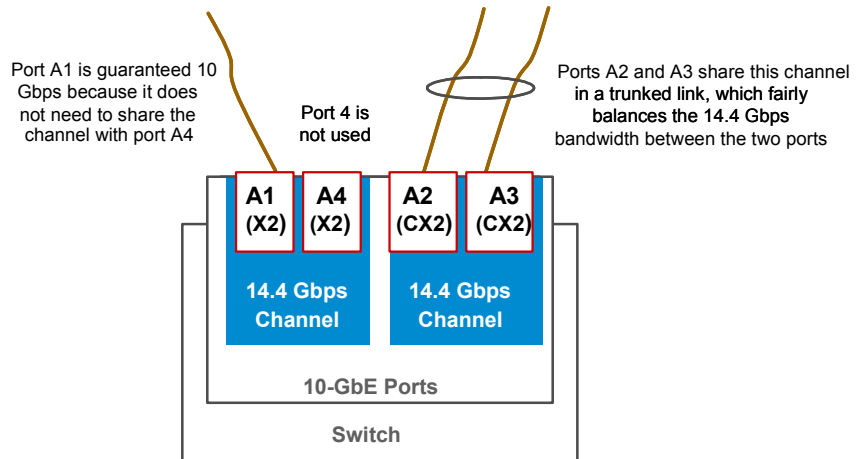 Port A1 is guaranteed 10
Gbps because it does
not need to share the
channel with port A4
Port 4 is
not used
Ports A2 and A3 share this channel
in a trunked link, which fairly
balances the 14.4 Gbps
bandwidth between the two ports
A1
(X2)
A4
(X2)
A2
(CX2)
A3
(CX2)
14.4 Gbps
Channel
14.4 Gbps
Channel
10-GbE Ports
Switch